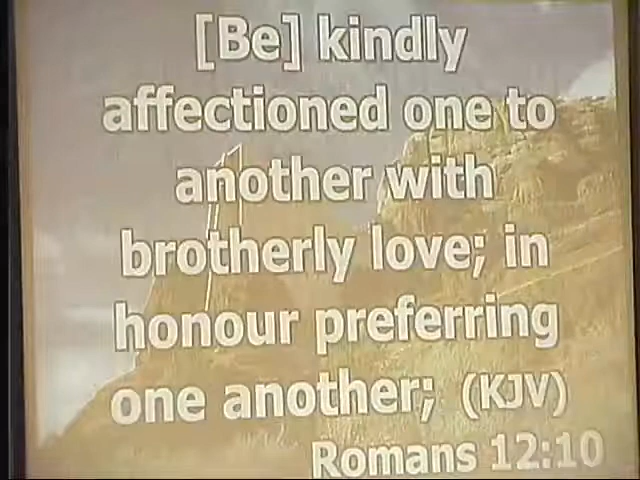 [Be] kindly
affectioned one to
another with
brotherly love; in
honour preferring
one another; (KJV)
Romans 12:10